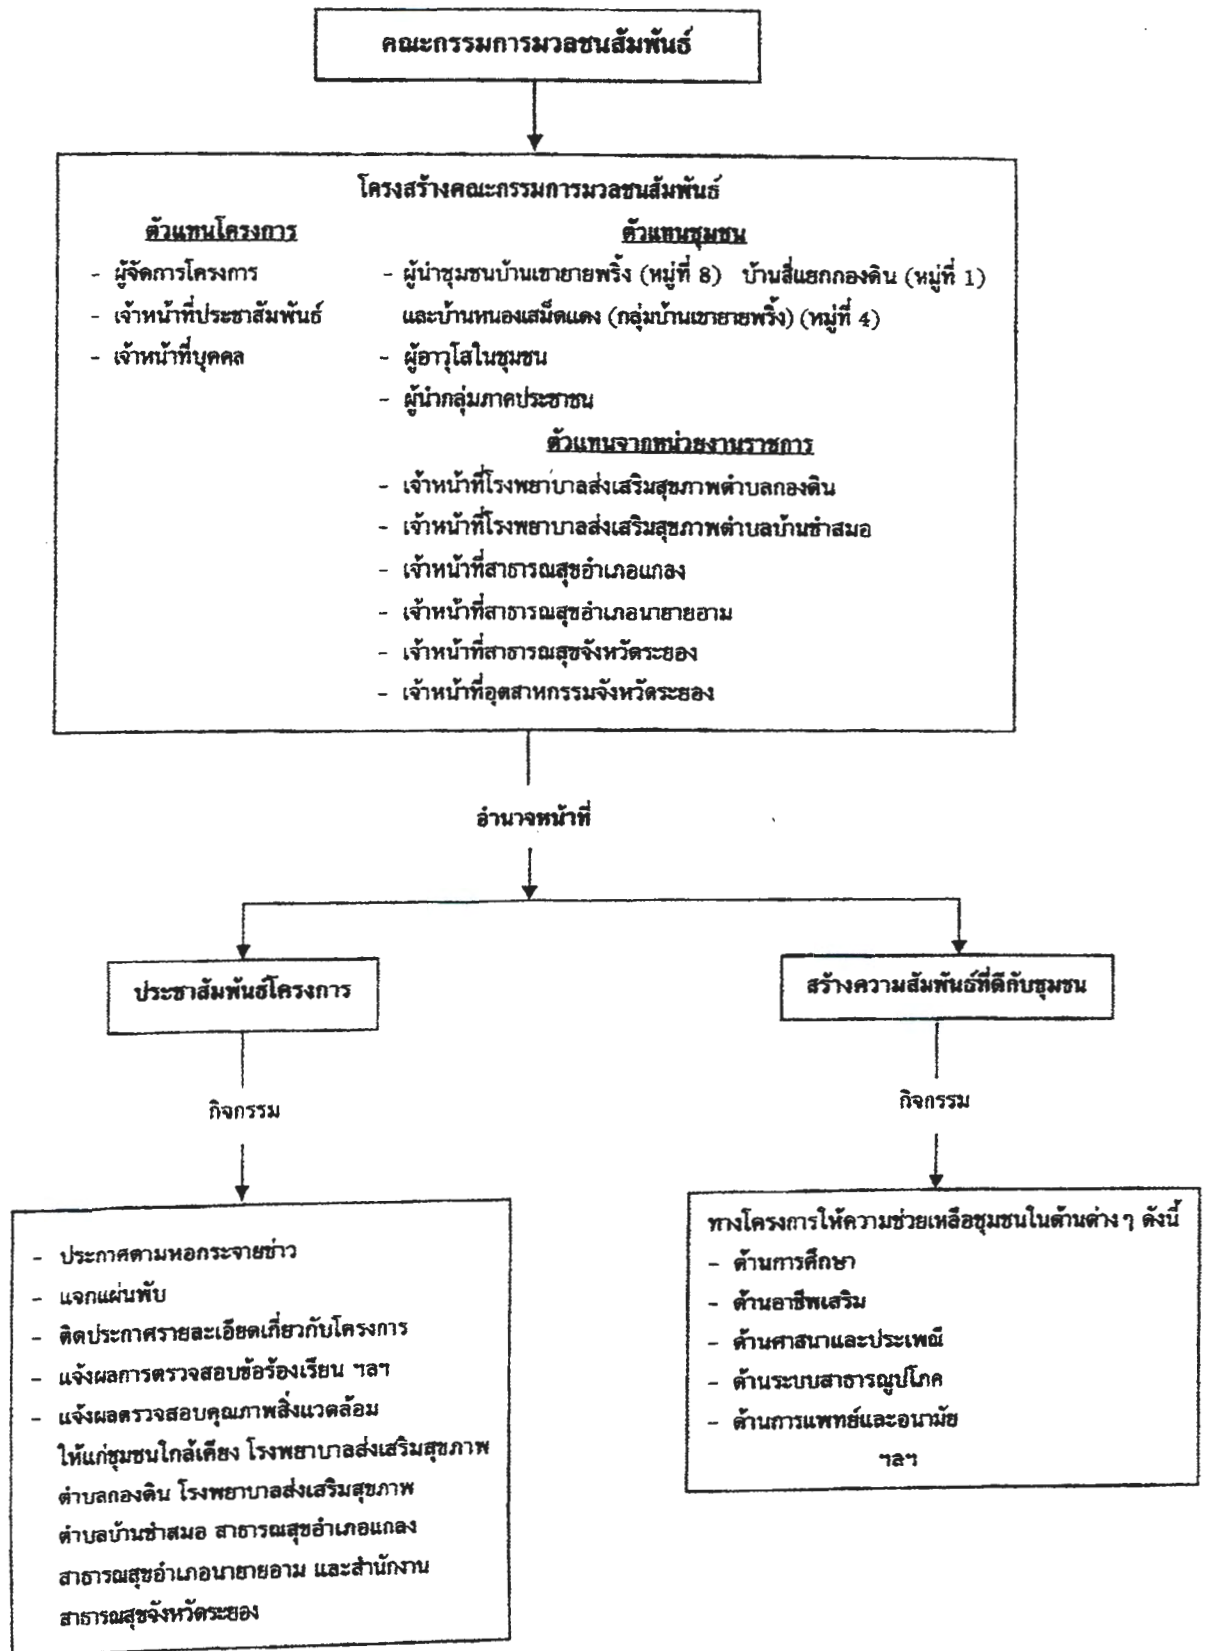 คณะกรรมการมวลชนสัมพันธ์
โครงสร้างคณะกรรมการมวลชนสัมพันธ์
ตัวแทนโครงการ
- ผู้จัดการโครงการ
- เจ้าหน้าที่ประชาสัมพันธ์
- เจ้าหน้าที่บุคคล
ตัวแทนชุมชน
- ผู้นำชุมชนบ้านเขายายพริ้ง (หมู่ที่ 8) บ้านสี่แยกกองดิน (หมู่ที่ 1)
และบ้านหนองเสม็ดแดง (กลุ่มบ้านเขายายพริ้ง) (หมู่ที่ 4)
- ผู้อาวุโสในชุมชน
- ผู้นำกลุ่มภาคประชาชน
ตัวแทนจากหน่วยงานราชการ
- เจ้าหน้าที่โรงพยาบาลส่งเสริมสุขภาพตำบลกองดิน
- เจ้าหน้าที่โรงพยาบาลส่งเสริมสุขภาพตำบลบ้านซำสมอ
- เจ้าหน้าที่สาธารณสุขอำเภอแกลง
- เจ้าหน้าที่สาธารณสุขอำเภอนายายอาม
- เจ้าหน้าที่สาธารณสุขจังหวัดระยอง
- เจ้าหน้าที่อุตสาหกรรมจังหวัดระยอง
อำนาจหน้าที่
ประชาสัมพันธ์โครงการ
กิจกรรม
- ประกาศตามหอกระจายข่าว
- แจกแผ่นพับ
- ติดประกาศรายละเอียดเกี่ยวกับโครงการ
- แจ้งผลการตรวจสอบข้อร้องเรียน ฯลฯ
- แจ้งผลตรวจสอบคุณภาพสิ่งแวดล้อม
ให้แก่ชุมชนใกล้เคียง โรงพยาบาลส่งเสริมสุขภาพ
ตำบลกองดิน โรงพยาบาลส่งเสริมสุขภาพ
ตำบลบ้านซำสมอ สาธารณสุขอำเภอแกลง
สาธารณสุขอำเภอนายายอาม และสำนักงาน
สาธารณสุขจังหวัดระยอง
สร้างความสัมพันธ์ที่ดีกับชุมชน
กิจกรรม
ทางโครงการให้ความช่วยเหลือชุมชนในด้านต่าง ๆ ดังนี้
- ด้านการศึกษา
- ด้านอาชีพเสริม
- ด้านศาสนาและประเพณี
- ด้านระบบสาธารณูปโภค
- ด้านการแพทย์และอนามัย
ฯลฯ